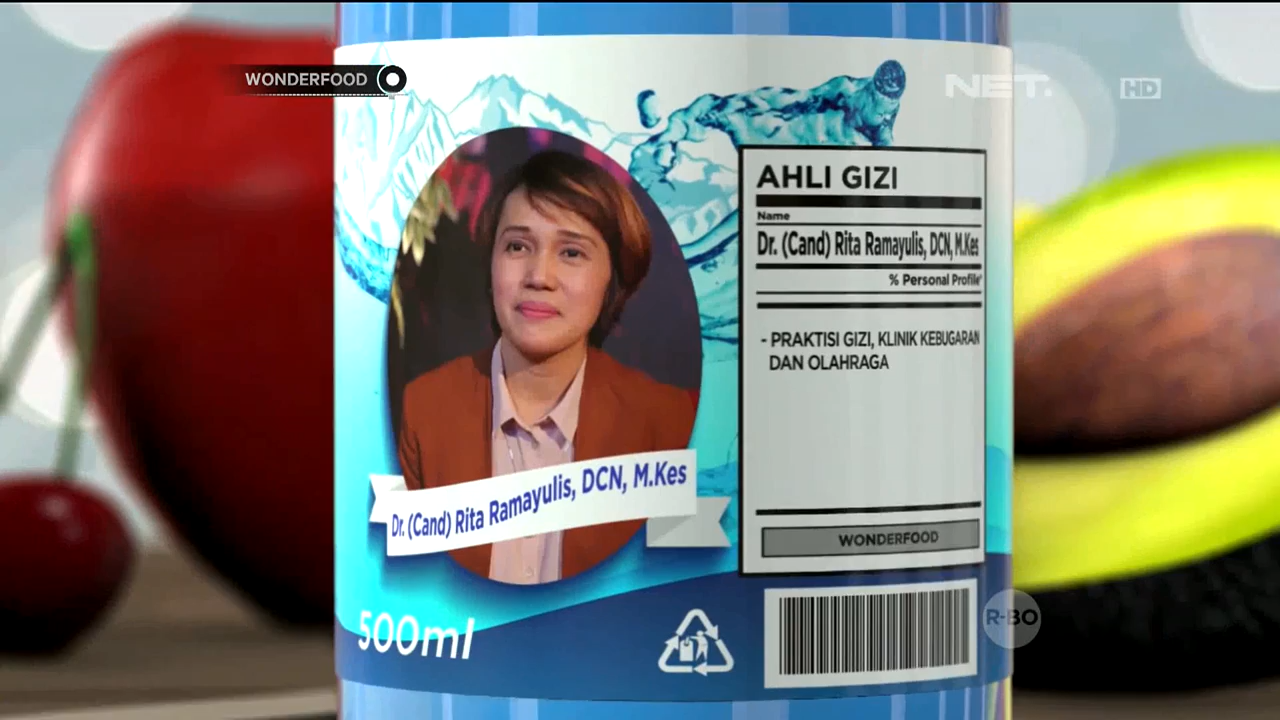 WONDERFOOD
NET.
HD
AHLI GIZI
Name
Dr. (Cand) Rita Ramayulis, DCN, M.Kes
% Personal Profile*
- PRAKTISI GIZI, KLINIK KEBUGARAN
DAN OLAHRAGA
Dr. (Cand) Rita Ramayulis, DCN, M.Kes
WONDERFOOD
500ml
R-BO